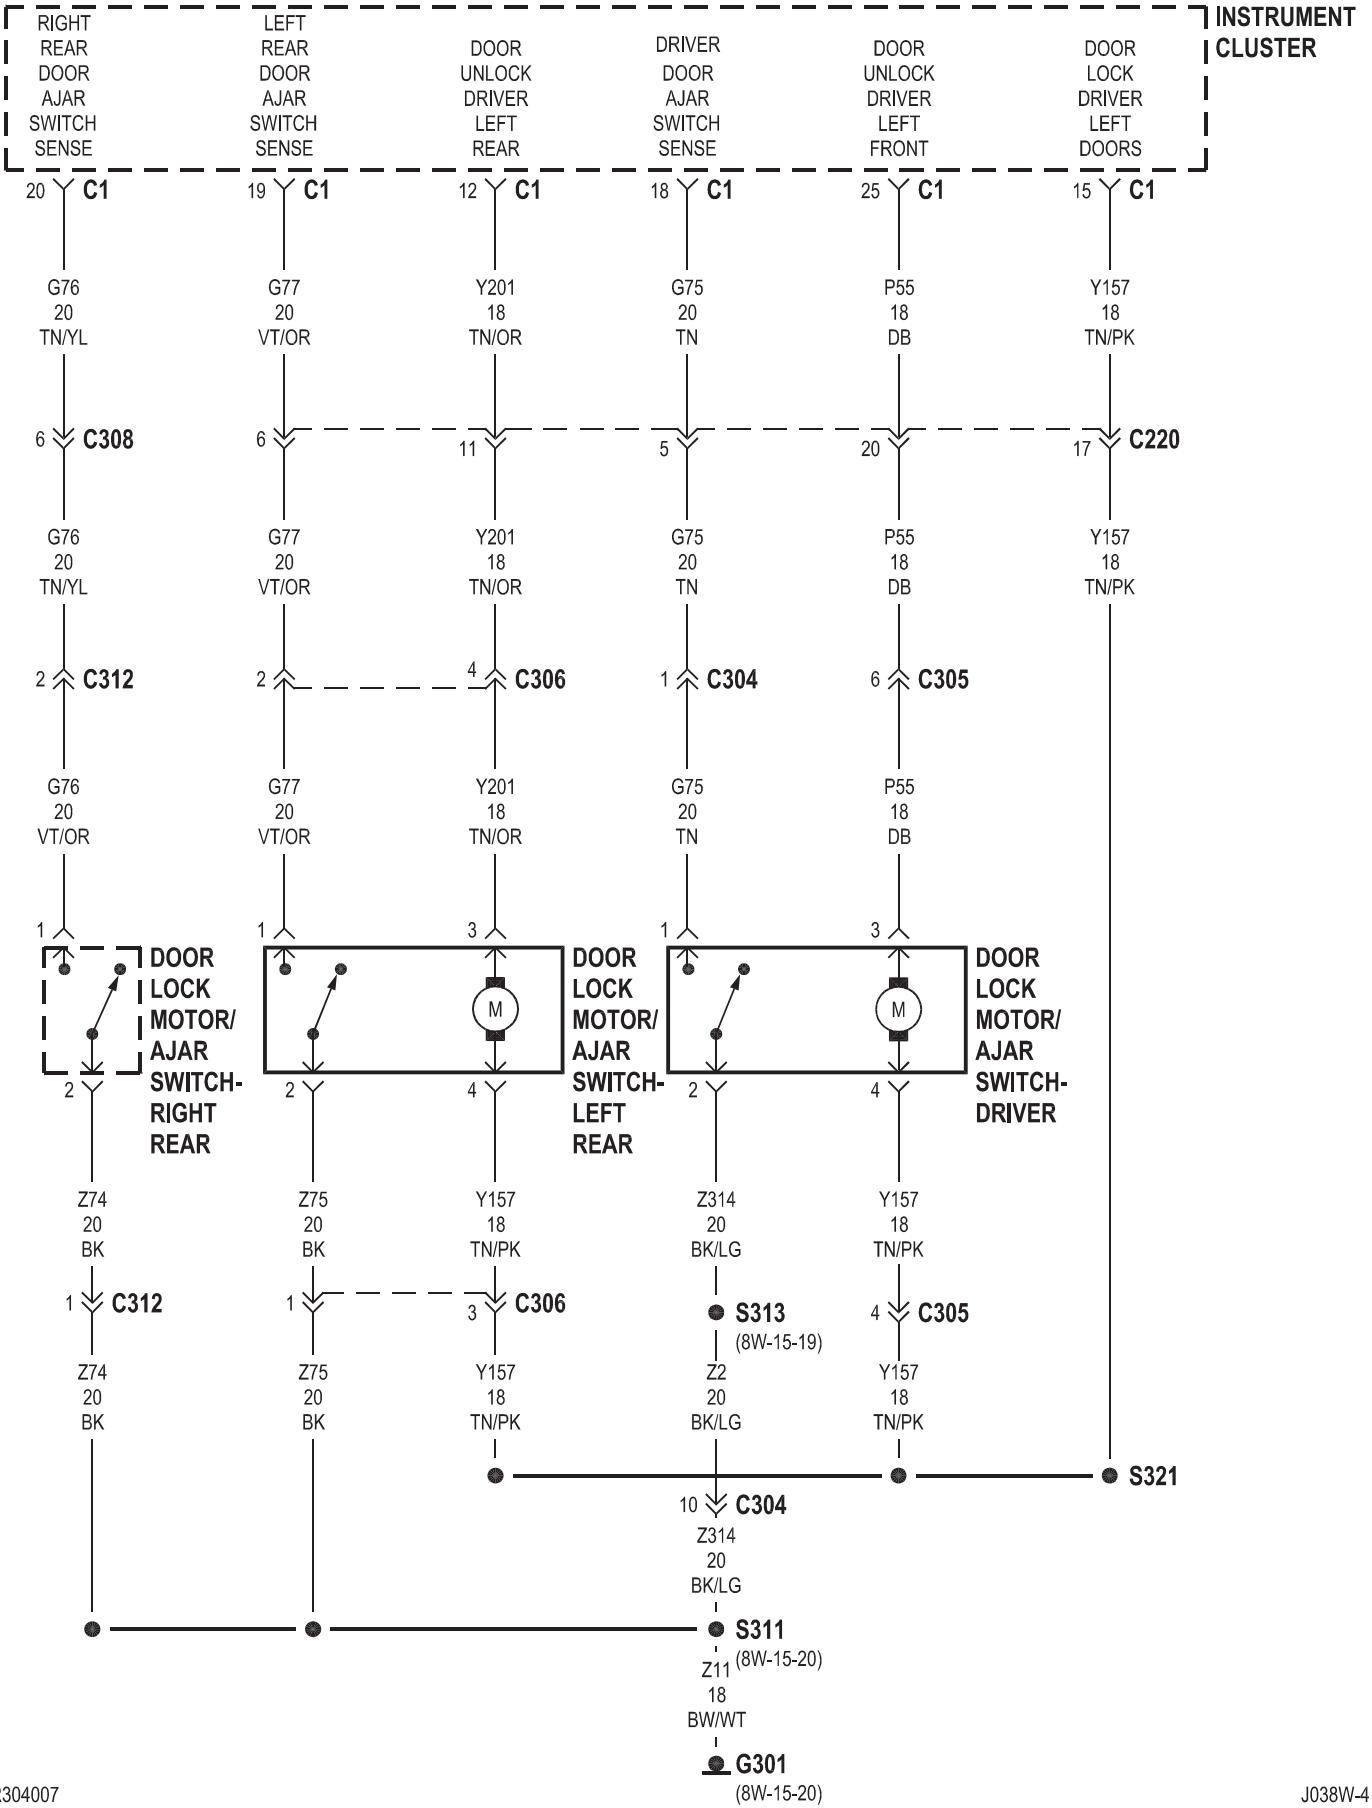 RIGHT
REAR
DOOR
AJAR
SWITCH
SENSE
LEFT
REAR
DOOR
AJAR
SWITCH
SENSE
DOOR
UNLOCK
DRIVER
LEFT
REAR
DRIVER
DOOR
AJAR
SWITCH
SENSE
DOOR
UNLOCK
DRIVER
LEFT
FRONT
DOOR
LOCK
DRIVER
LEFT
DOORS
INSTRUMENT
CLUSTER
20 C1
19 C1
12 C1
18 C1
25 C1
15 C1
G76
20
TN/YL
G77
20
VT/OR
Y201
18
TN/OR
G75
20
TN
P55
18
DB
Y157
18
TN/PK
6 C308
6
11
5
20
17 C220
G76
20
TN/YL
G77
20
VT/OR
Y201
18
TN/OR
G75
20
TN
P55
18
DB
Y157
18
TN/PK
2 C312
2
4 C306
1 C304
6 C305
G76
20
VT/OR
G77
20
VT/OR
Y201
18
TN/OR
G75
20
TN
P55
18
DB
1
1
3
1
3
DOOR
LOCK
MOTOR/
AJAR
SWITCH-
RIGHT
REAR
M
DOOR
LOCK
MOTOR/
AJAR
SWITCH-
LEFT
REAR
M
DOOR
LOCK
MOTOR/
AJAR
SWITCH-
DRIVER
2
2
4
2
4
Z74
20
BK
Z75
20
BK
Y157
18
TN/PK
Z314
20
BK/LG
Y157
18
TN/PK
1 C312
1
3 C306
S313
(8W-15-19)
4 C305
Z74
20
BK
Z75
20
BK
Y157
18
TN/PK
Z2
20
BK/LG
Y157
18
TN/PK
S321
10 C304
Z314
20
BK/LG
S311
(8W-15-20)
Z11
18
BW/WT
G301
(8W-15-20)
304007
J038W-4